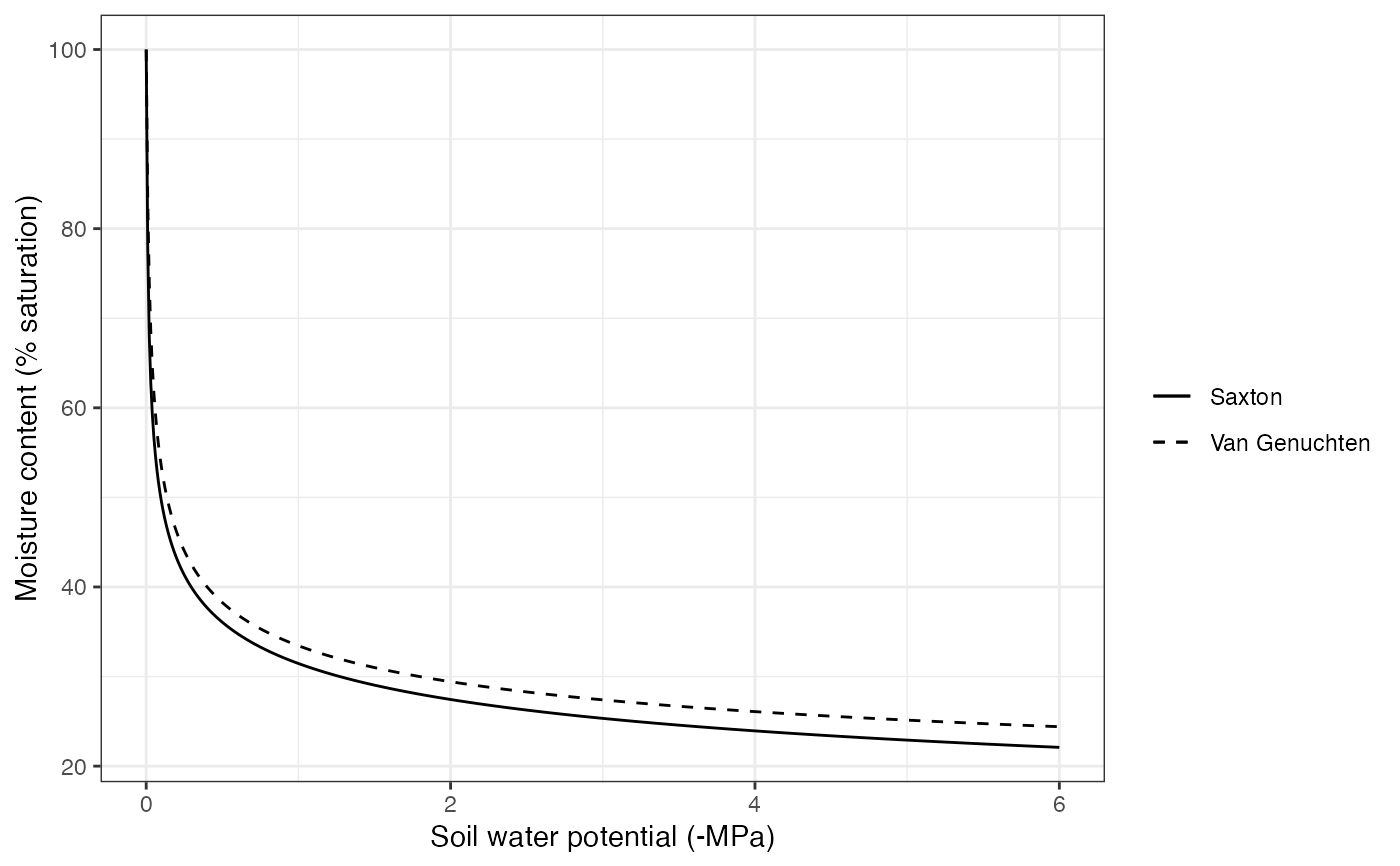 100
80
60
40
20
Moisture content (% saturation)
0 2 4 6
Soil water potential (-MPa)
Saxton
Van Genuchten